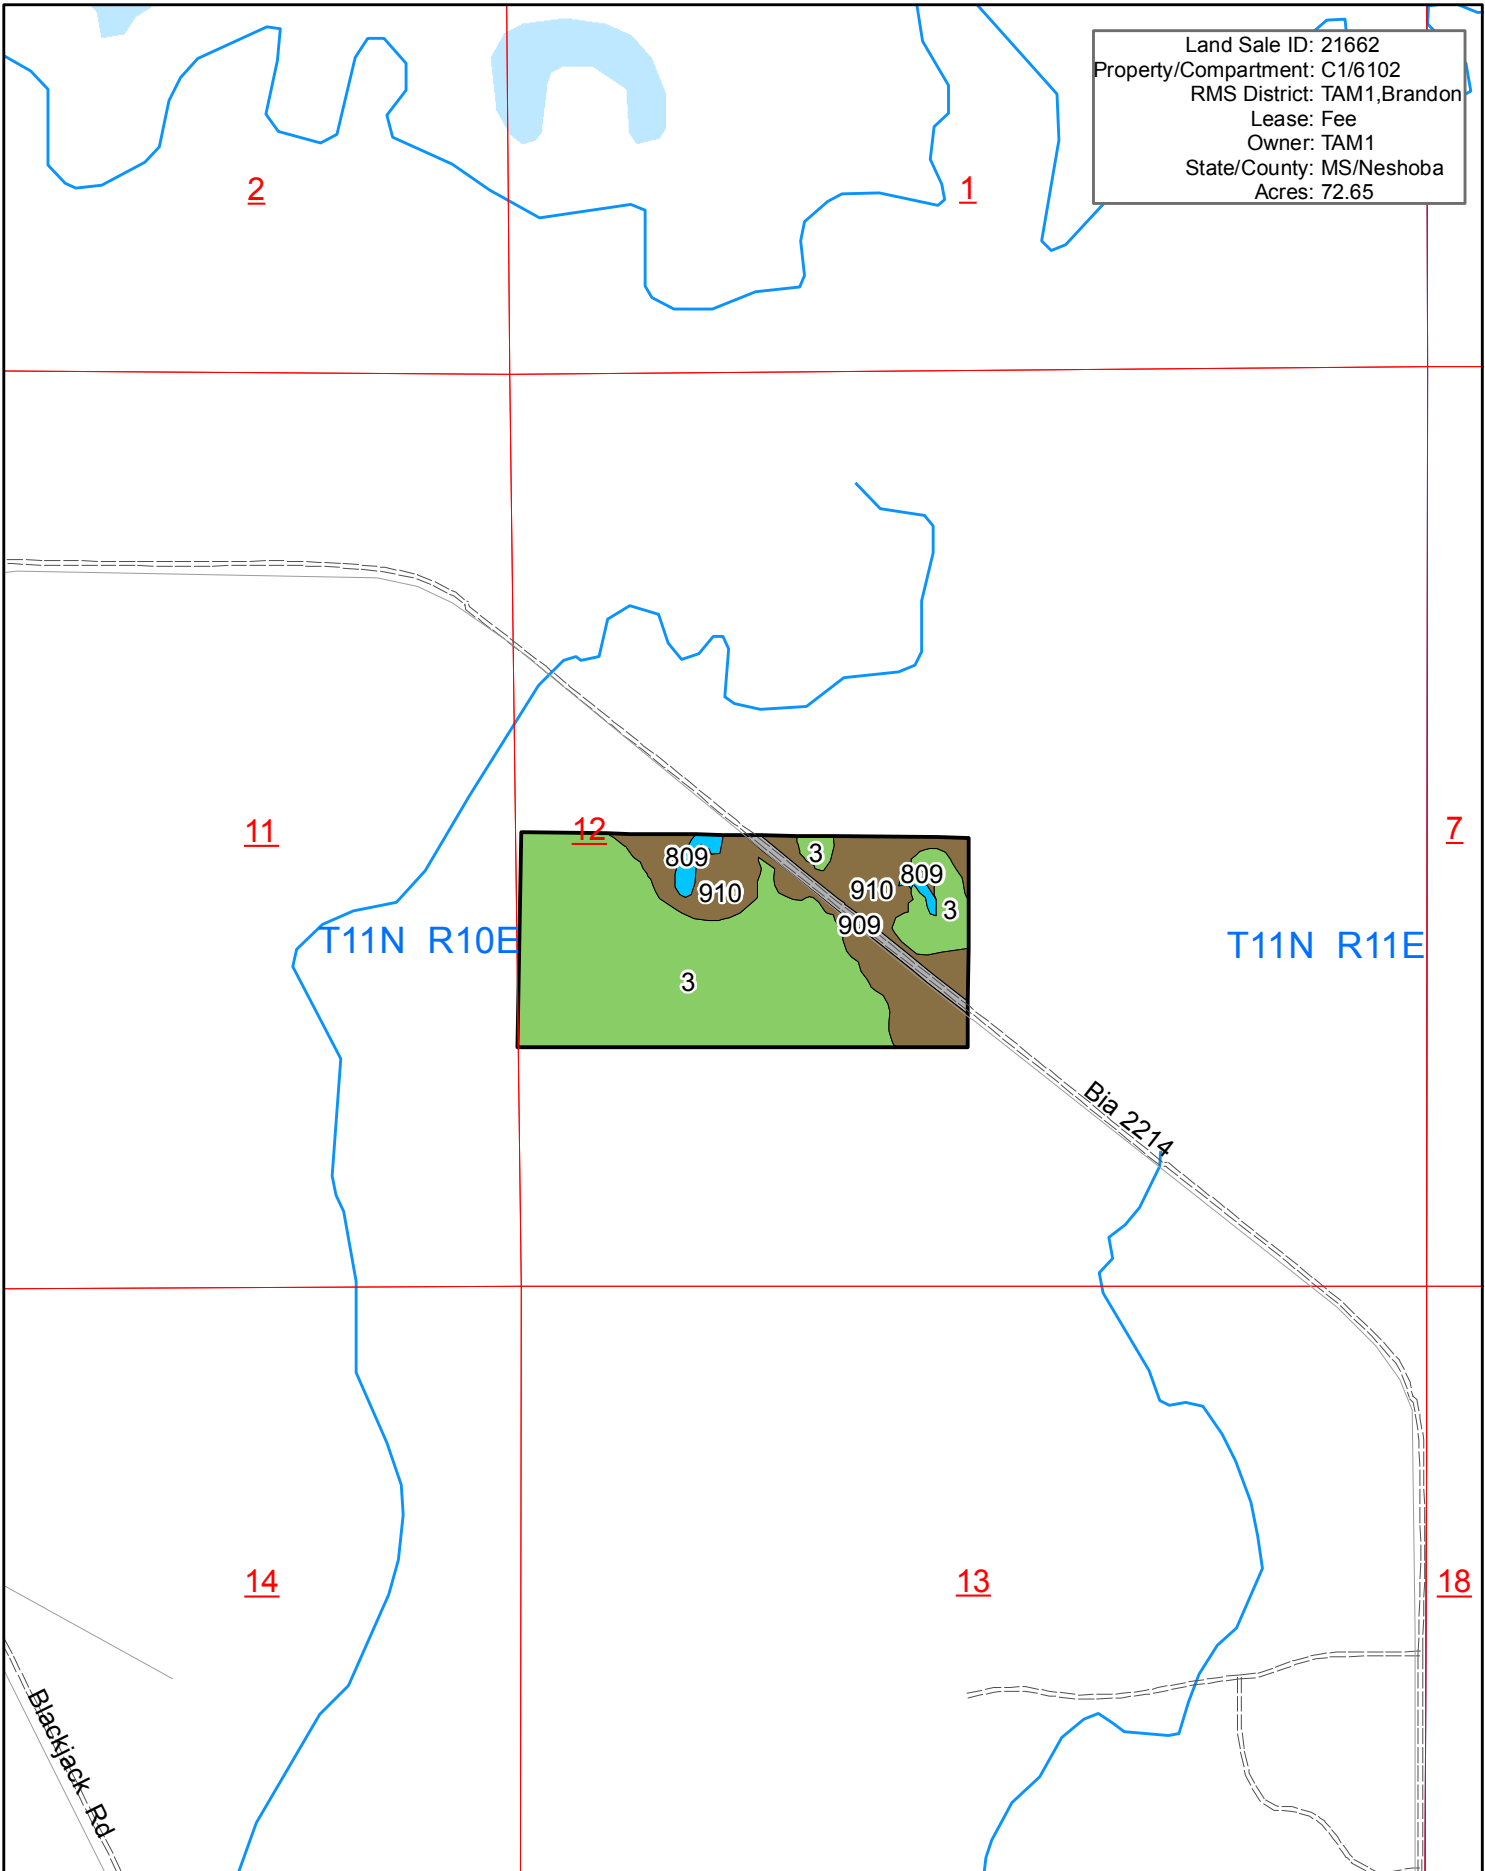 Land Sale ID: 21662
Property/Compartment: C1/6102
RMS District: TAM1,Brandon
Lease: Fee
Owner: TAM1
State/County: MS/Neshoba
Acres: 72.65
2
1
11
12
7
809
3
910
910
809
3
909
3
T11N R10E
T11N R11E
Bia 2214
14
13
18
Blackjack Rd